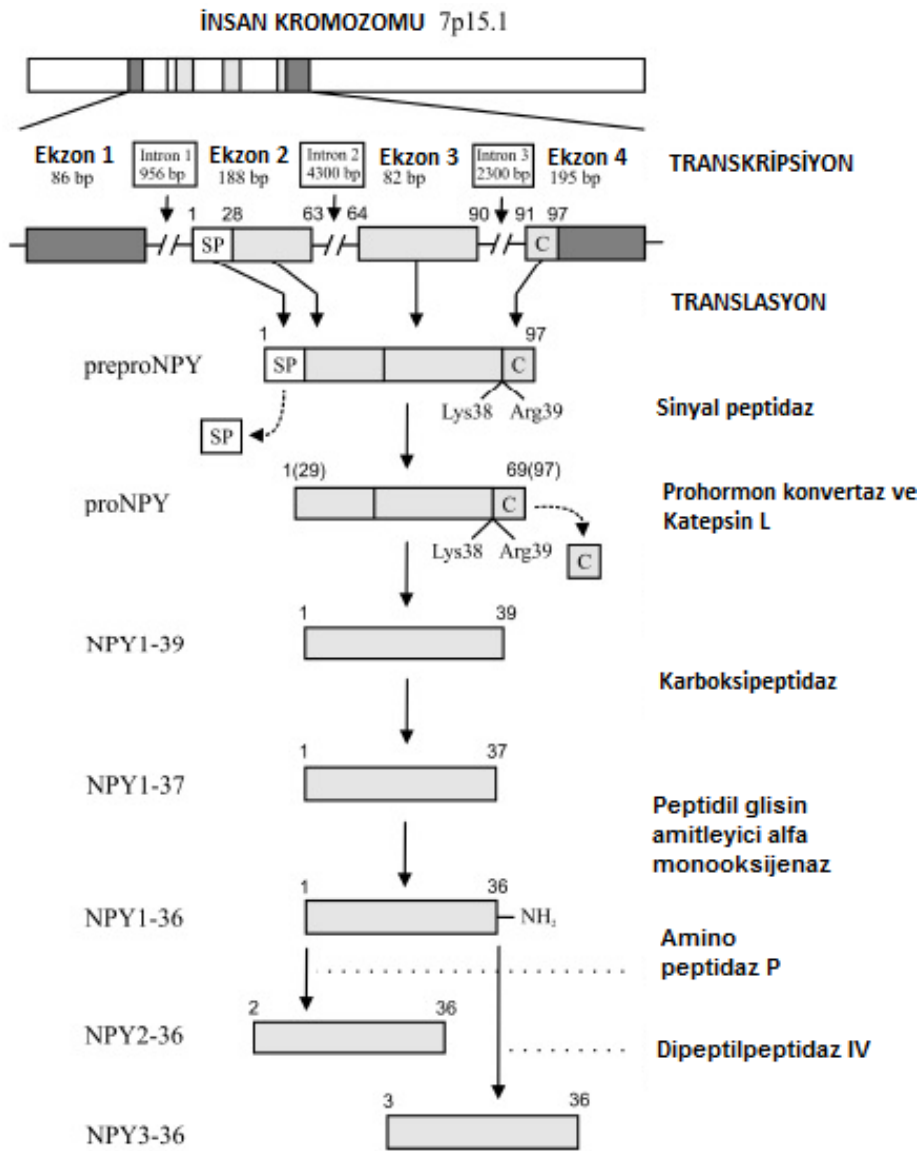 İNSAN KROMOZOMU 7p15.1
Ekzon 1
86 bp
Intron 1
956 bp
Ekzon 2
188 bp
Intron 2
4300 bp
Ekzon 3
82 bp
Intron 3
2300 bp
Ekzon 4
195 bp
TRANSKRİPSİYON
1 28 63 64 90 91 97
SP C
TRANSLASYON
1 97
preproNPY SP C
Lys38 Arg39
Sinyal peptidaz
SP
1(29) 69(97)
proNPY C
Lys38 Arg39
C
Prohormon konvertaz ve
Katepsin L
1 39
NPY1-39
Karboksipeptidaz
1 37
NPY1-37
Peptidil glisin
amitleyici alfa
monooksijenaz
1 36
NPY1-36 NH2
Amino
peptidaz P
2 36
NPY2-36
Dipeptilpeptidaz IV
3 36
NPY3-36